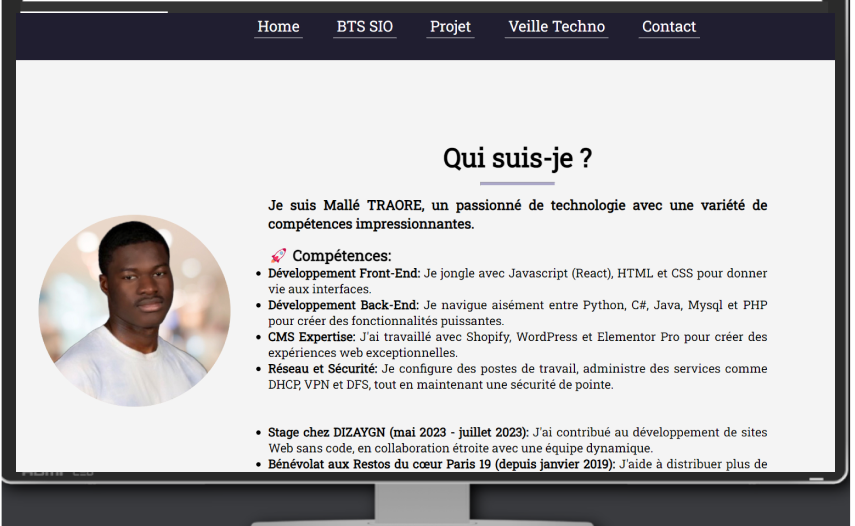 Home BTS SIO Projet Veille Techno Contact
Qui suis-je ?
Je suis Mallé TRAORE, un passionné de technologie avec une variété de
compétences impressionnantes.
🚀 Compétences:
• Développement Front-End: Je jongle avec Javascript (React), HTML et CSS pour donner
vie aux interfaces.
• Développement Back-End: Je navigue aisément entre Python, C#, Java, Mysql et PHP
pour créer des fonctionnalités puissantes.
• CMS Expertise: J'ai travaillé avec Shopify, WordPress et Elementor Pro pour créer des
expériences web exceptionnelles.
• Réseau et Sécurité: Je configure des postes de travail, administre des services comme
DHCP, VPN et DFS, tout en maintenant une sécurité de pointe.
• Stage chez DIZAYGN (mai 2023 - juillet 2023): J'ai contribué au développement de sites
Web sans code, en collaboration étroite avec une équipe dynamique.
• Bénévolat aux Restos du cœur Paris 19 (depuis janvier 2019): J'aide à distribuer plus de